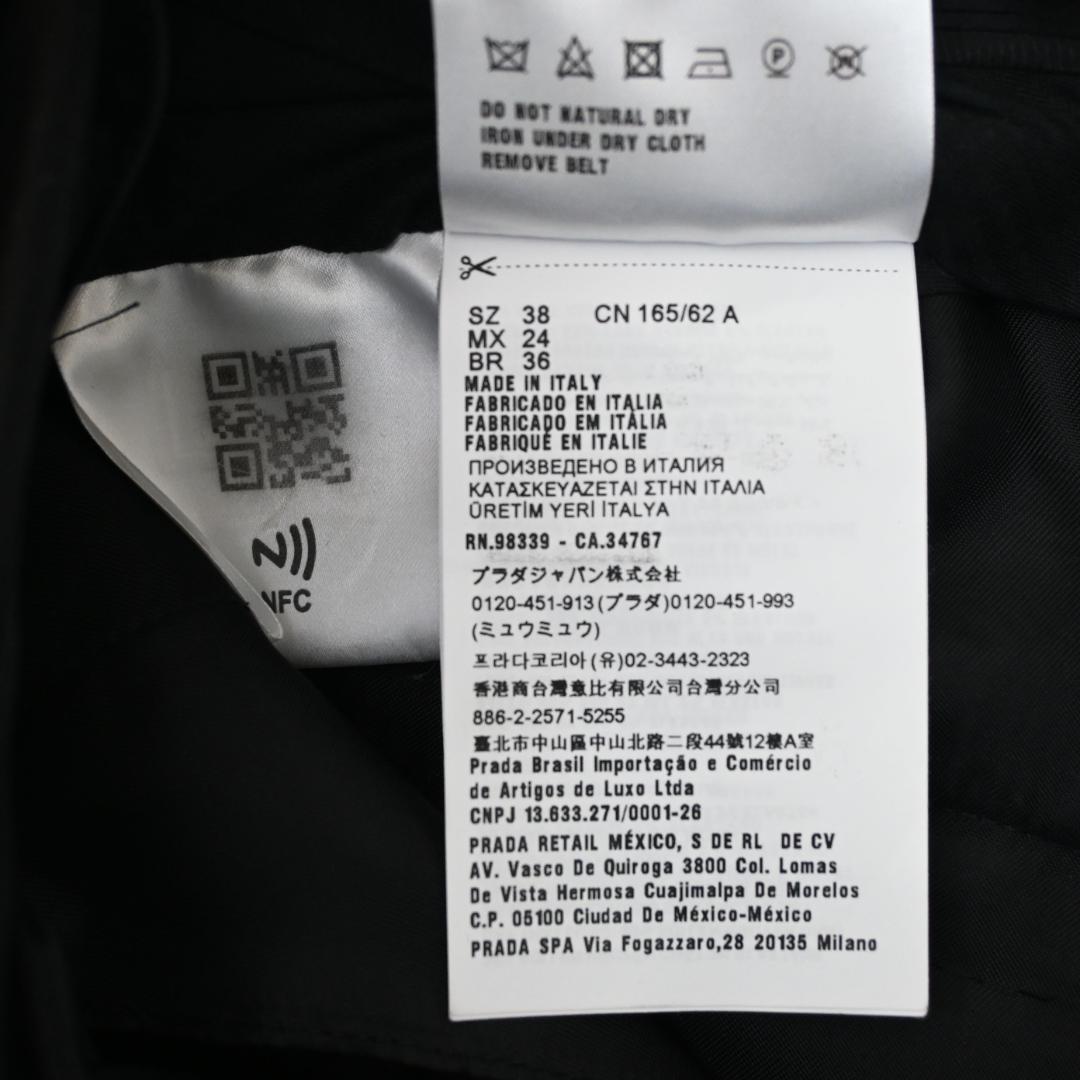 DO NOT NATURAL DRY
IRON UNDER DRY CLOTH
REMOVE BELT
SZ 38 CN 165/62 A
MX 24
BR 36
MADE IN ITALY
FABRICADO EN ITALIA
FABRICADO EM ITÁLIA
FABRIQUÉ EN ITALIE
ПРОИЗВЕДЕНО В ИТАЛИЯ
ΚΑΤΑΣΚΕΥΑΖΕΤΑΙ ΣΤΗΝ ΙΤΑΛΙΑ
ÜRETİM YERİ İTALYA
RN.98339 - CA.34767
プラダジャパン株式会社
0120-451-913(プラダ)0120-451-993
(ミュウミュウ)
프라다코리아(유)02-3443-2323
香港商台灣意比有限公司台灣分公司
886-2-2571-5255
臺北市中山區中山北路二段44號12樓A室
Prada Brasil Importação e Comércio
de Artigos de Luxo Ltda
CNPJ 13.633.271/0001-26
PRADA RETAIL MÉXICO, S DE RL DE CV
AV. Vasco De Quiroga 3800 Col. Lomas
De Vista Hermosa Cuajimalpa De Morelos
C.P. 05100 Ciudad De México-México
PRADA SPA Via Fogazzaro,28 20135 Milano
NFC